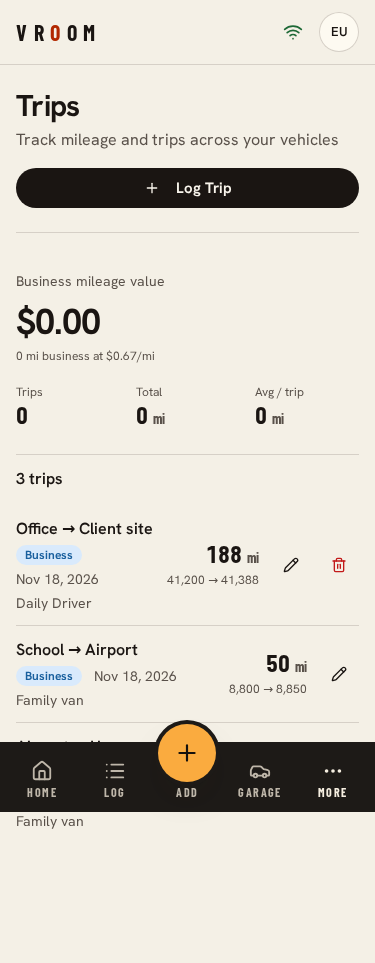 VROOM
EU
Trips
Track mileage and trips across your vehicles
Log Trip
Business mileage value
$0.00
0 mi business at $0.67/mi
Trips
Total
Avg / trip
0
0 mi
0 mi
3 trips
Office → Client site
Business
188 mi
Nov 18, 2026
41,200 → 41,388
Daily Driver
School → Airport
Business
Nov 18, 2026
50 mi
8,800 → 8,850
Family van
HOME
LOG
ADD
GARAGE
MORE
Family van